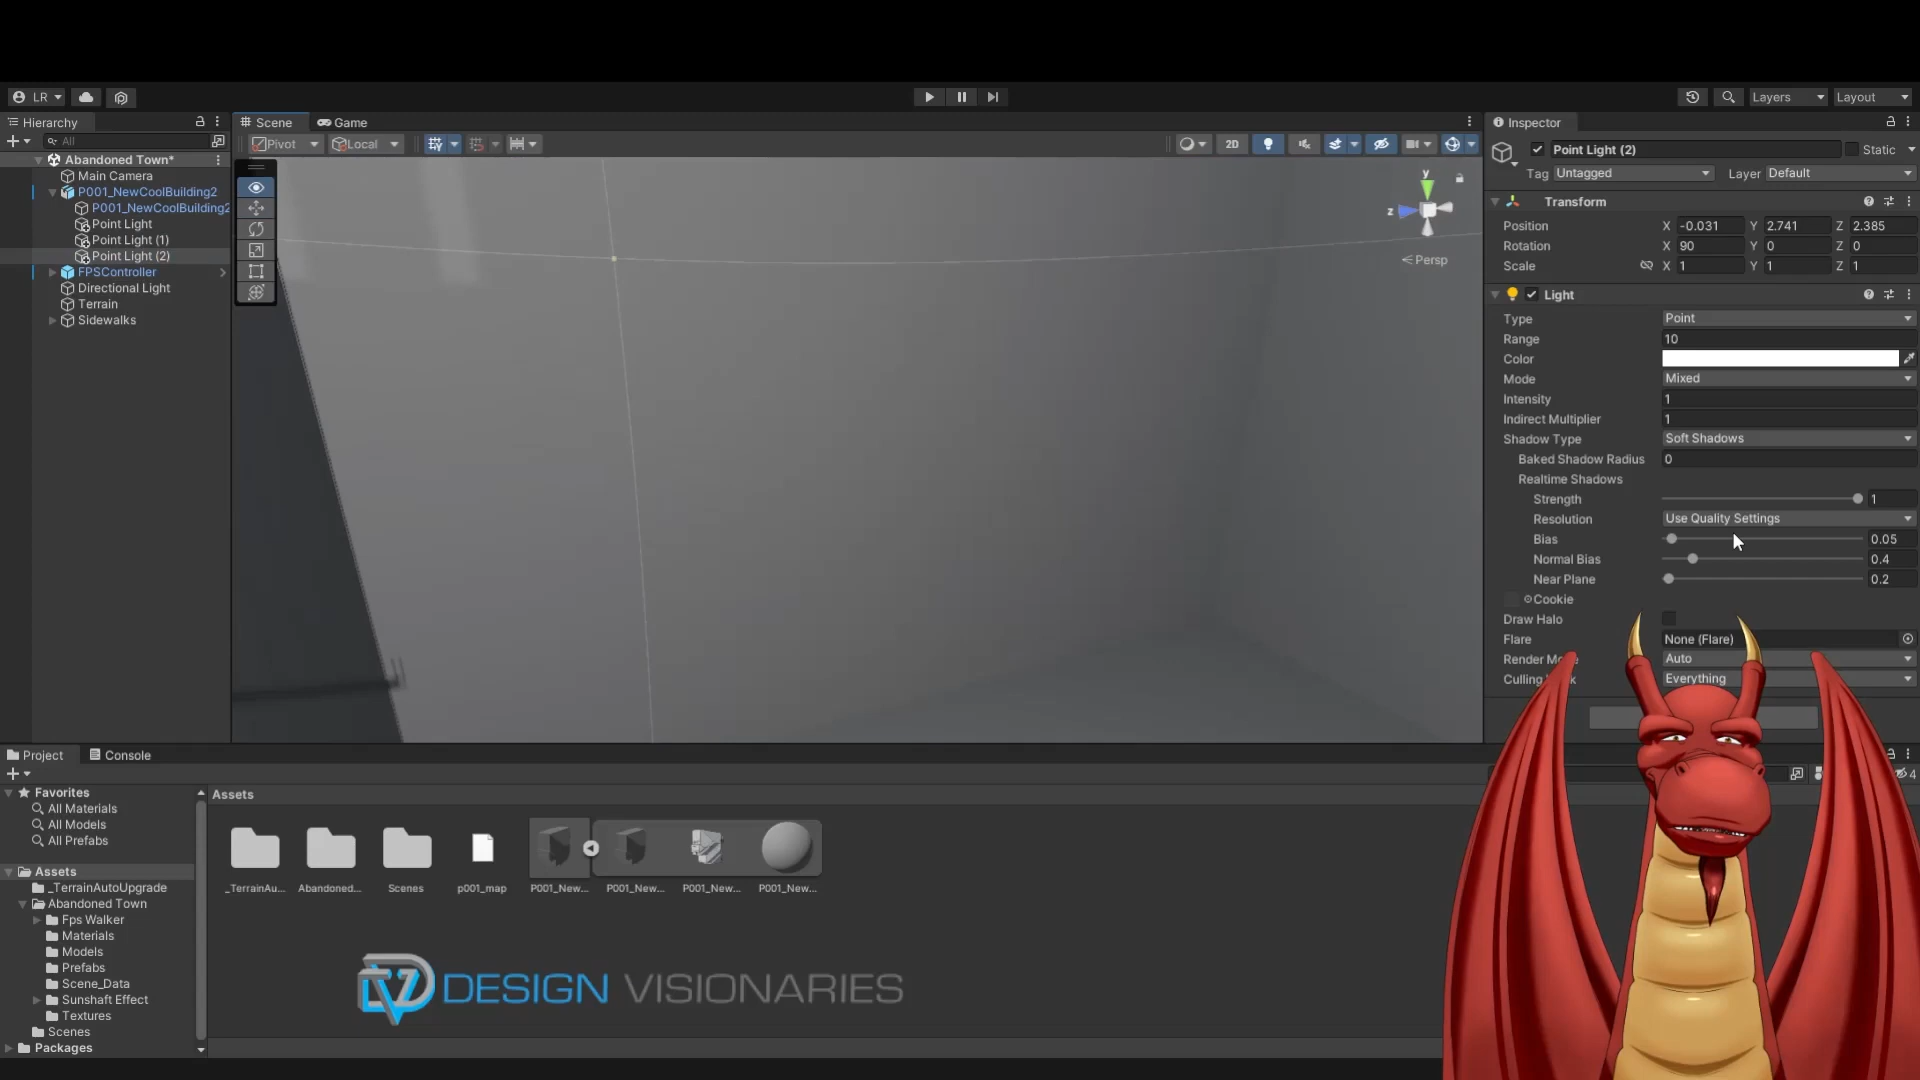 LR
Layers
Layout
Hierarchy
All
Abandoned Town*
Main Camera
P001_NewCoolBuilding2
P001_NewCoolBuilding2
Point Light
Point Light (1)
Point Light (2)
FPSController
Directional Light
Terrain
Sidewalks
Scene
Game
Pivot
Local
2D
y
z
Persp
Inspector
Point Light (2)
Static
Tag Untagged
Layer Default
Transform
Position X -0.031 Y 2.741 Z 2.385
Rotation X 90 Y 0 Z 0
Scale X 1 Y 1 Z 1
Light
Type Point
Range 10
Color
Mode Mixed
Intensity 1
Indirect Multiplier 1
Shadow Type Soft Shadows
Baked Shadow Radius 0
Realtime Shadows
Strength 1
Resolution Use Quality Settings
Bias 0.05
Normal Bias 0.4
Near Plane 0.2
Cookie
Draw Halo
Flare None (Flare)
Render Auto
Culling Everything
Project
Console
4
Favorites
All Materials
All Models
All Prefabs
Assets
_TerrainAutoUpgrade
Abandoned Town
Fps Walker
Materials
Models
Prefabs
Scene_Data
Sunshaft Effect
Textures
Scenes
Packages
Assets
_TerrainAu...
Abandoned...
Scenes
p001_map
P001_New...
P001_New...
P001_New...
P001_New...
DV DESIGN VISIONARIES